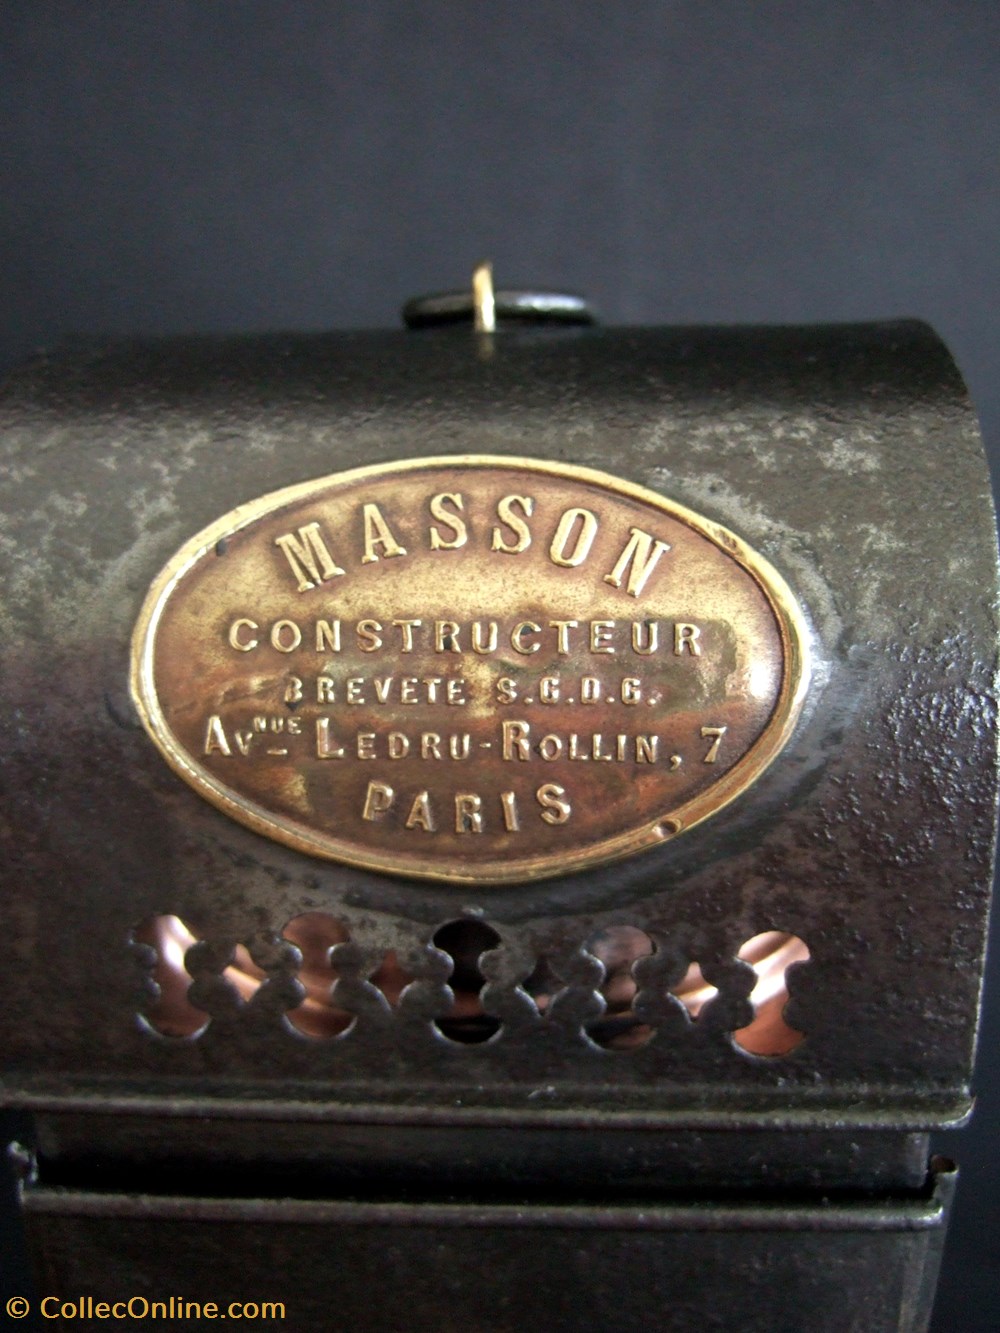 MASSON
CONSTRUCTEUR
BREVETE S.G.D.G.
AVNUE LEDRU-ROLLIN, 7
PARIS
© CollecOnline.com